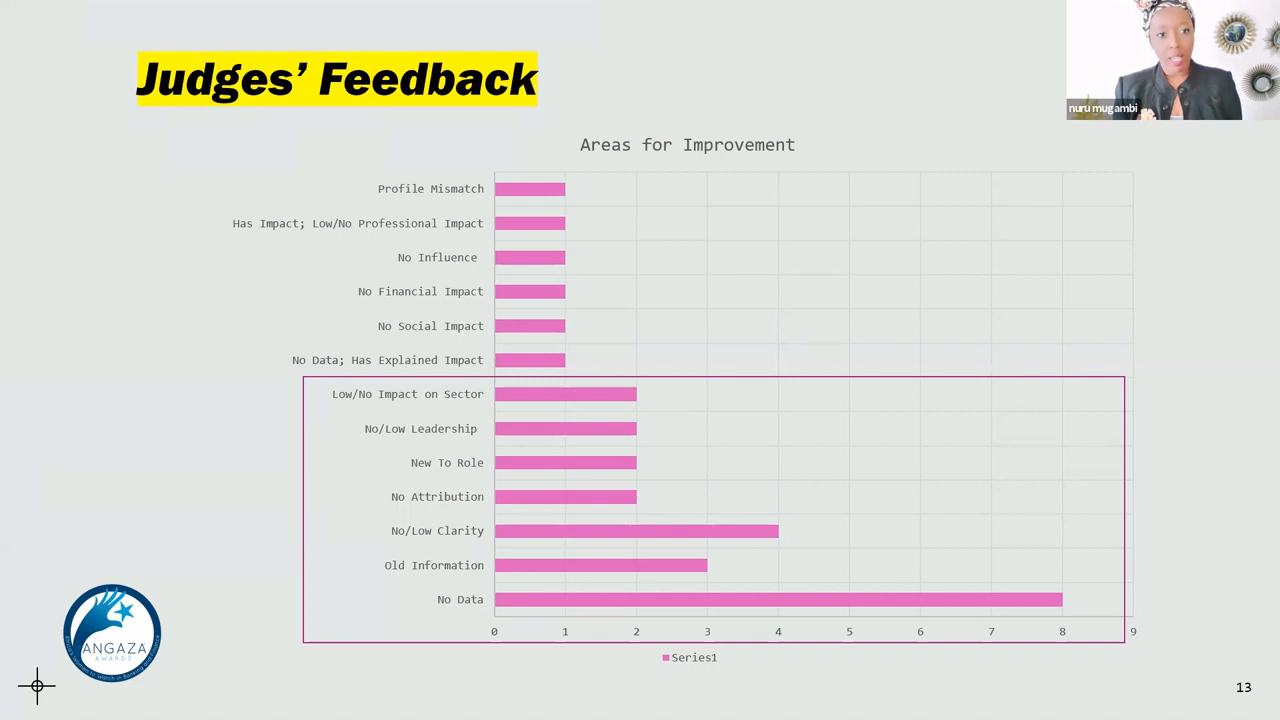 Judges’ Feedback
nuru mugambi
Areas for Improvement
Profile Mismatch
Has Impact; Low/No Professional Impact
No Influence
No Financial Impact
No Social Impact
No Data; Has Explained Impact
Low/No Impact on Sector
No/Low Leadership
New To Role
No Attribution
No/Low Clarity
Old Information
No Data
0 1 2 3 4 5 6 7 8 9
Series1
ANGAZA
AWARDS
13